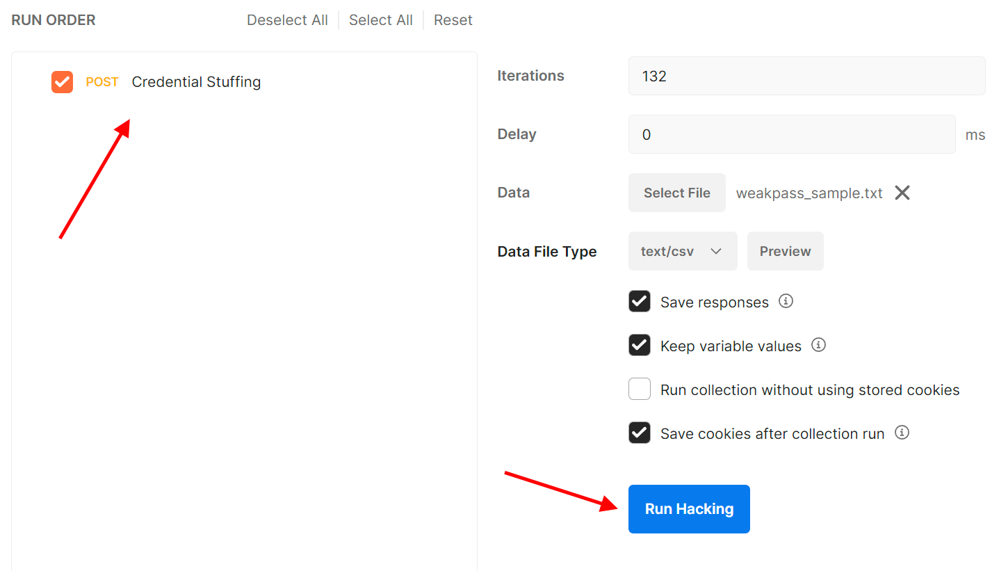 RUN ORDER
Deselect All
Select All
Reset
POST Credential Stuffing
Iterations
132
Delay
0
ms
Data
Select File
weakpass_sample.txt
Data File Type
text/csv
Preview
Save responses
Keep variable values
Run collection without using stored cookies
Save cookies after collection run
Run Hacking